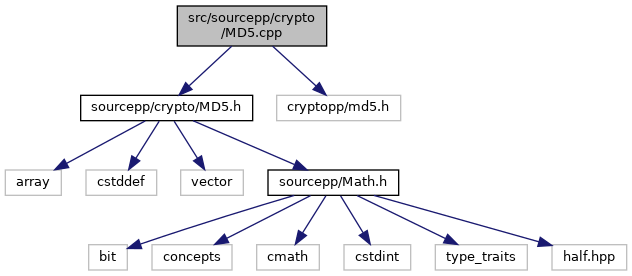 src/sourcepp/crypto
/MD5.cpp
sourcepp/crypto/MD5.h
cryptopp/md5.h
array
cstddef
vector
sourcepp/Math.h
bit
concepts
cmath
cstdint
type_traits
half.hpp